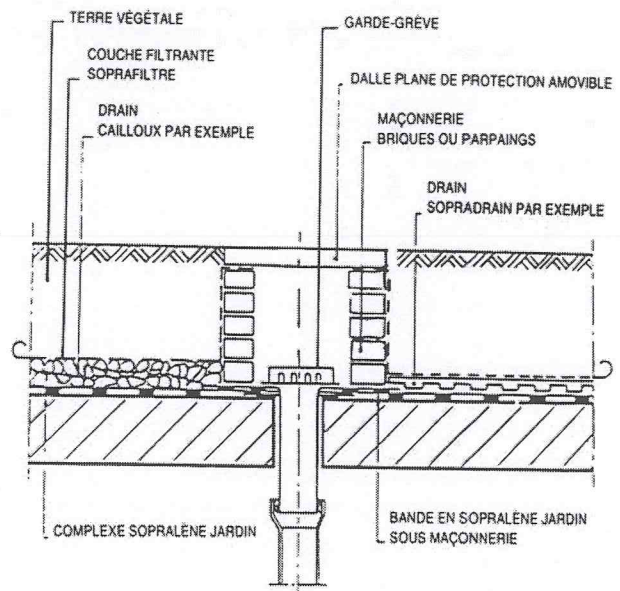 TERRE VÉGÉTALE
COUCHE FILTRANTE
SOPRAFILTRE
DRAIN
CAILLOUX PAR EXEMPLE
GARDE-GRÈVE
DALLE PLANE DE PROTECTION AMOVIBLE
MAÇONNERIE
BRIQUES OU PARPAINGS
DRAIN
SOPRADRAIN PAR EXEMPLE
COMPLEXE SOPRALÈNE JARDIN
BANDE EN SOPRALÈNE JARDIN
SOUS MAÇONNERIE